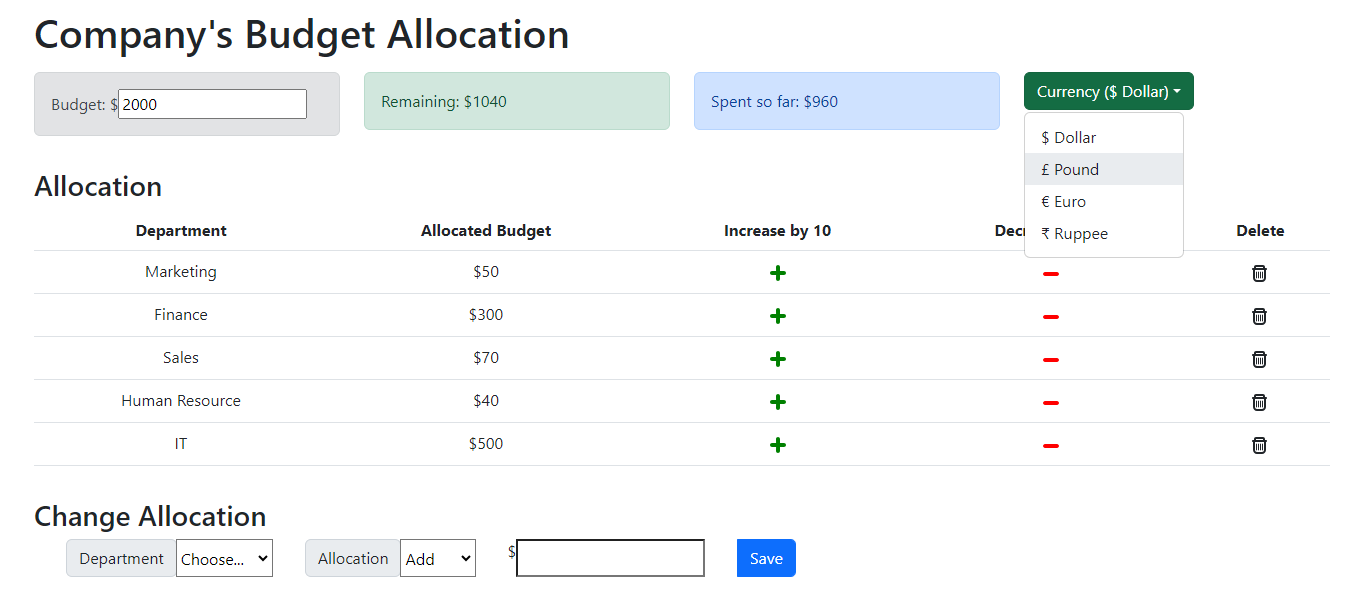 Company's Budget Allocation
Budget: $2000
Remaining: $1040
Spent so far: $960
Currency ($ Dollar)
$ Dollar
£ Pound
€ Euro
₹ Ruppee
Allocation
Department Allocated Budget Increase by 10 Delete
Marketing $50
Finance $300
Sales $70
Human Resource $40
IT $500
Change Allocation
Department Choose... Allocation Add $ Save